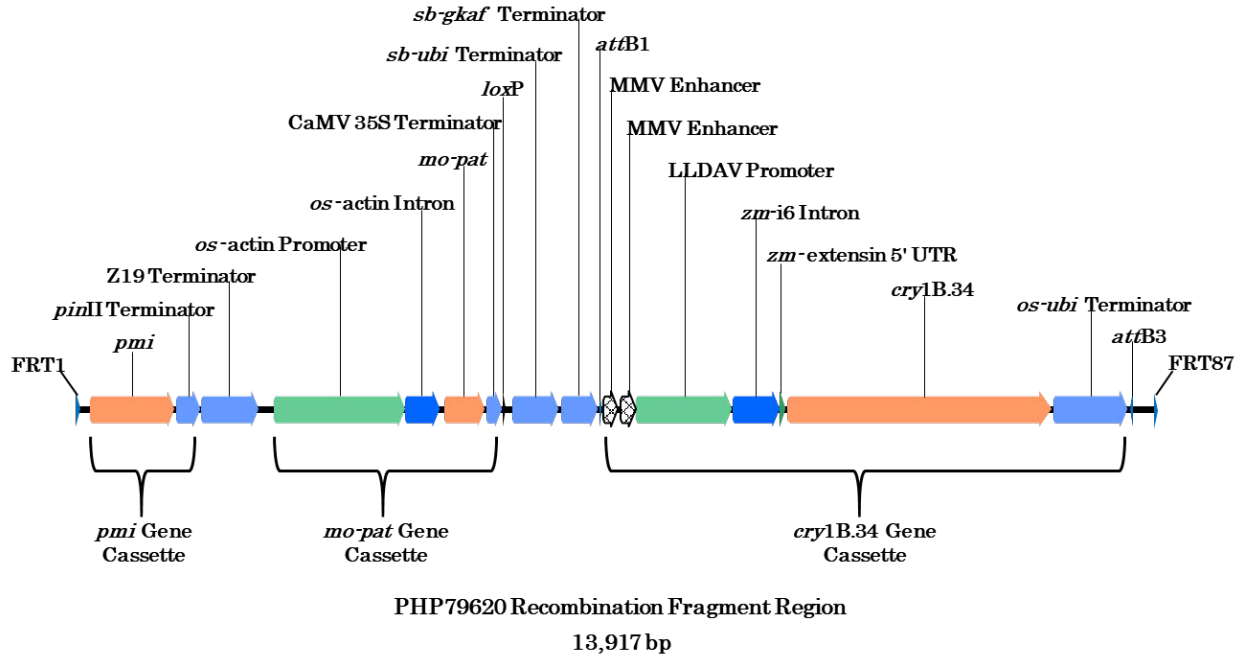 sb-gkaf Terminator
attB1
sb-ubi Terminator
loxP
MMV Enhancer
CaMV 35S Terminator
MMV Enhancer
mo-pat
LLDAV Promoter
os-actin Intron
zm-i6 Intron
os-actin Promoter
zm-extensin 5' UTR
Z19 Terminator
cry1B.34
pinII Terminator
os-ubi Terminator
pmi
attB3
FRT1
FRT87
pmi Gene
Cassette
mo-pat Gene
Cassette
cry1B.34 Gene
Cassette
PHP79620 Recombination Fragment Region
13,917 bp